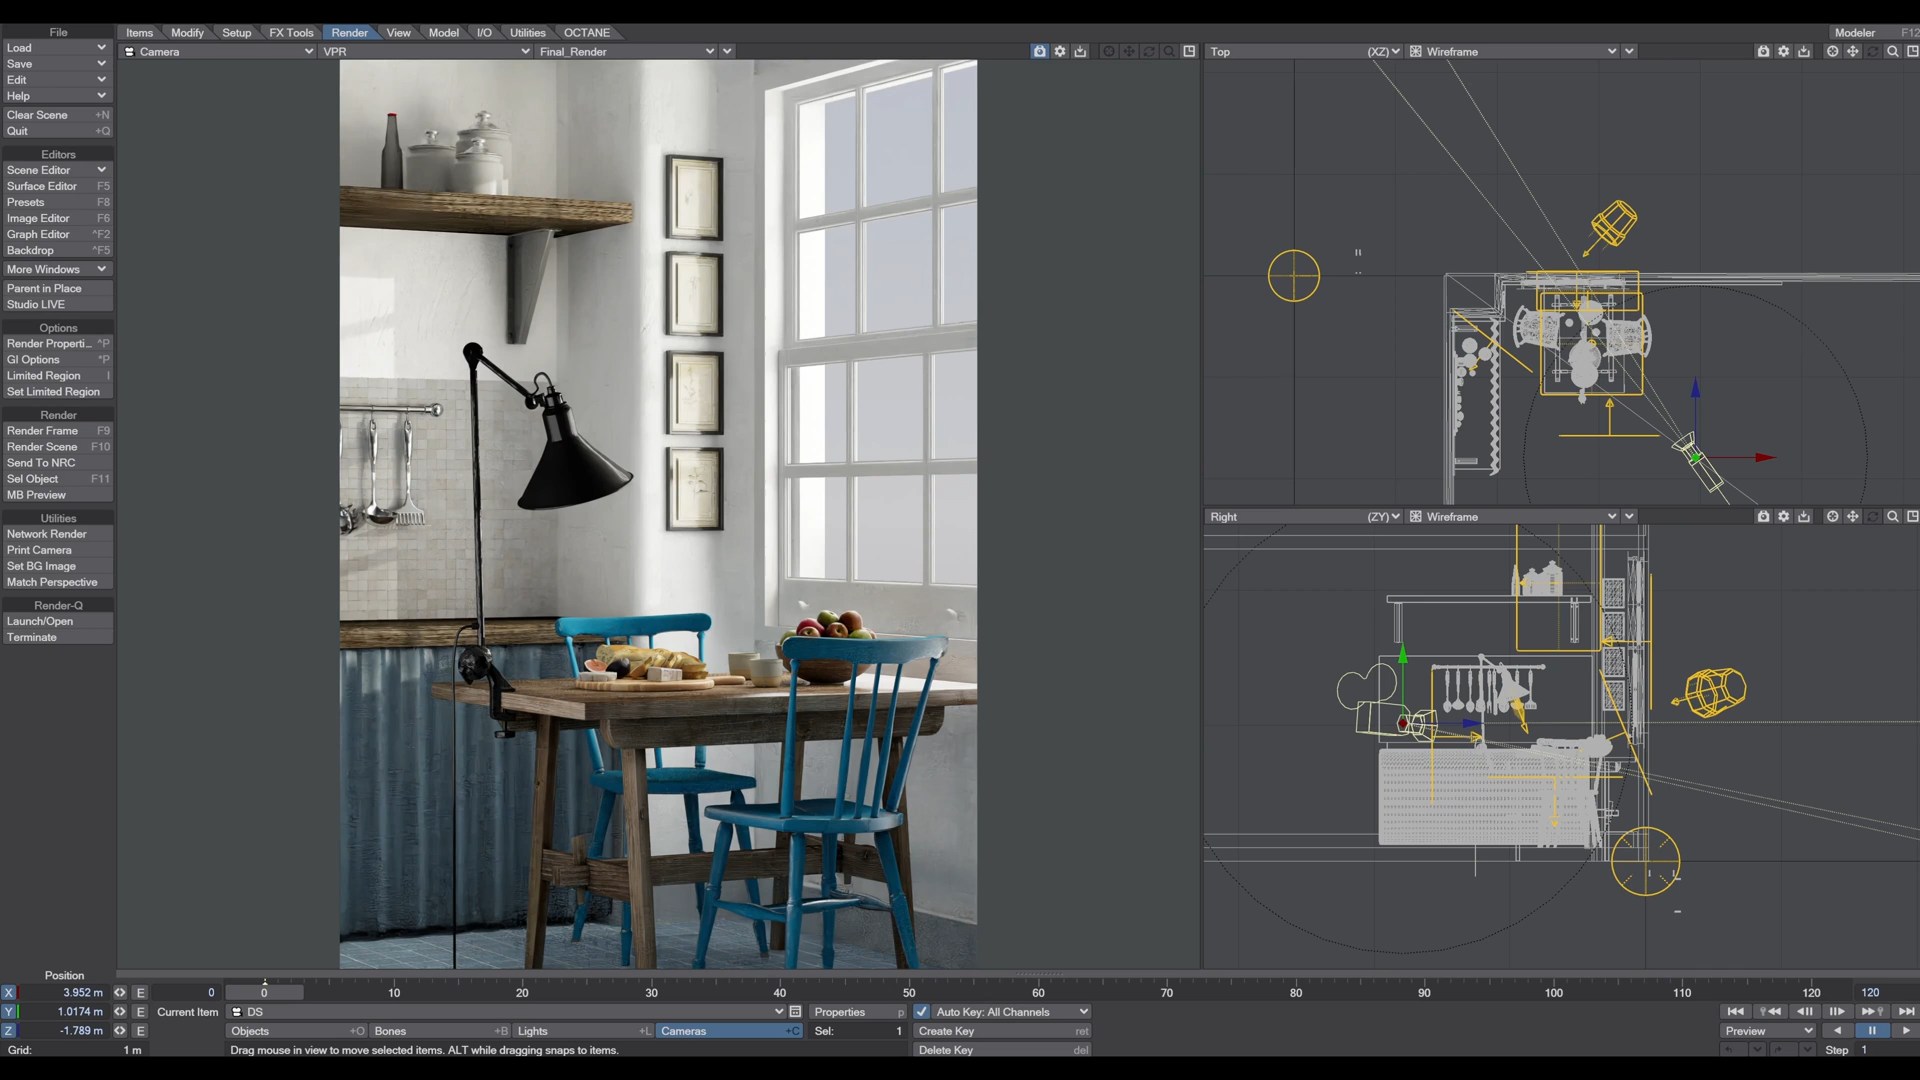 File
Load
Save
Edit
Help
Clear Scene +N
Quit +Q
Editors
Scene Editor
Surface Editor F5
Presets F8
Image Editor F6
Graph Editor ^F2
Backdrop ^F5
More Windows
Parent in Place
Studio LIVE
Options
Render Properti... ^P
GI Options *P
Limited Region l
Set Limited Region
Render
Render Frame F9
Render Scene F10
Send To NRC
Sel Object F11
MB Preview
Utilities
Network Render
Print Camera
Set BG Image
Match Perspective
Render-Q
Launch/Open
Terminate
Items Modify Setup FX Tools Render View Model I/O Utilities OCTANE
Modeler F12
Camera VPR Final_Render
Top (XZ) Wireframe
Right (ZY) Wireframe
Position
X 3.952 m E
Y 1.0174 m E
Z -1.789 m E
Grid: 1 m
0 0 10 20 30 40 50 60 70 80 90 100 110 120 120
Current Item DS Properties p Auto Key: All Channels
Objects +O Bones +B Lights +L Cameras +C Sel: 1 Create Key ret
Drag mouse in view to move selected items. ALT while dragging snaps to items. Delete Key del
Preview
Step 1